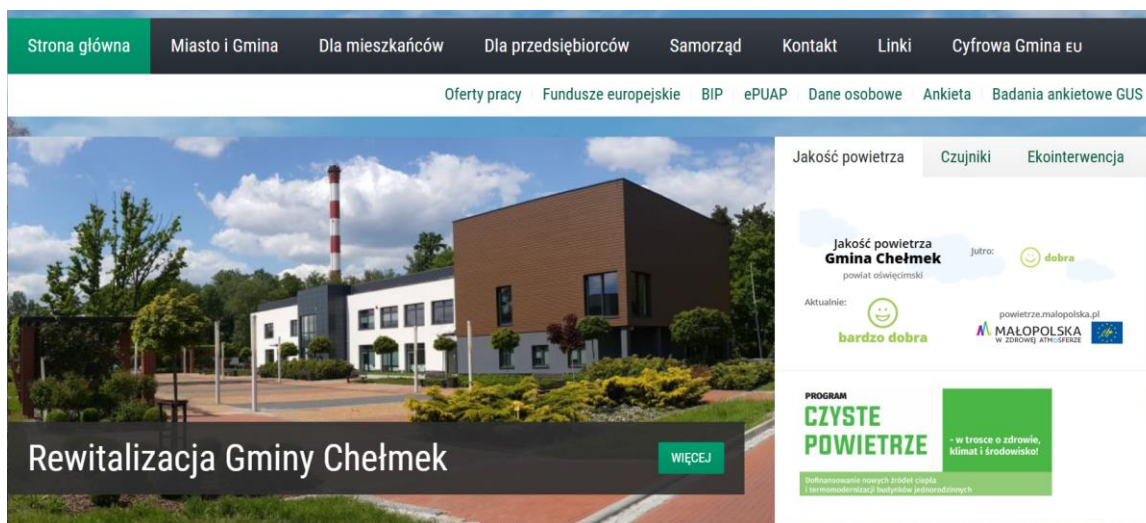 Strona główna Miasto i Gmina Dla mieszkańców Dla przedsiębiorców Samorząd Kontakt Linki Cyfrowa Gmina EU
Oferty pracy Fundusze europejskie BIP ePUAP Dane osobowe Ankieta Badania ankietowe GUS
Jakość powietrza Czujniki Ekointerwencja
Jakość powietrza
Gmina Chełmek
powiat oświęcimski
Jutro: dobra
Aktualnie:
bardzo dobra
powietrze.malopolska.pl
MAŁOPOLSKA
W ZDROWEJ ATMOSFERZE
Rewitalizacja Gminy Chełmek WIĘCEJ
PROGRAM
CZYSTE
POWIETRZE
- w trosce o zdrowie,
klimat i środowisko!
Dofinansowanie nowych źródeł ciepła
i termomodernizacji budynków jednorodzinnych